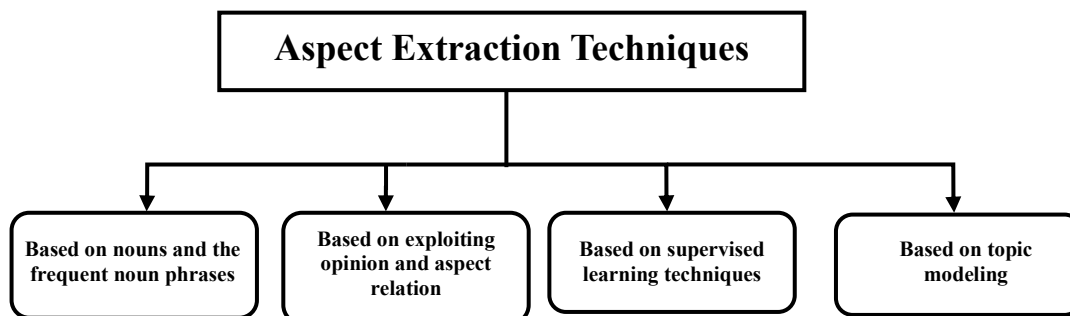 Aspect Extraction Techniques
Based on nouns and the
frequent noun phrases
Based on exploiting
opinion and aspect
relation
Based on supervised
learning techniques
Based on topic
modeling